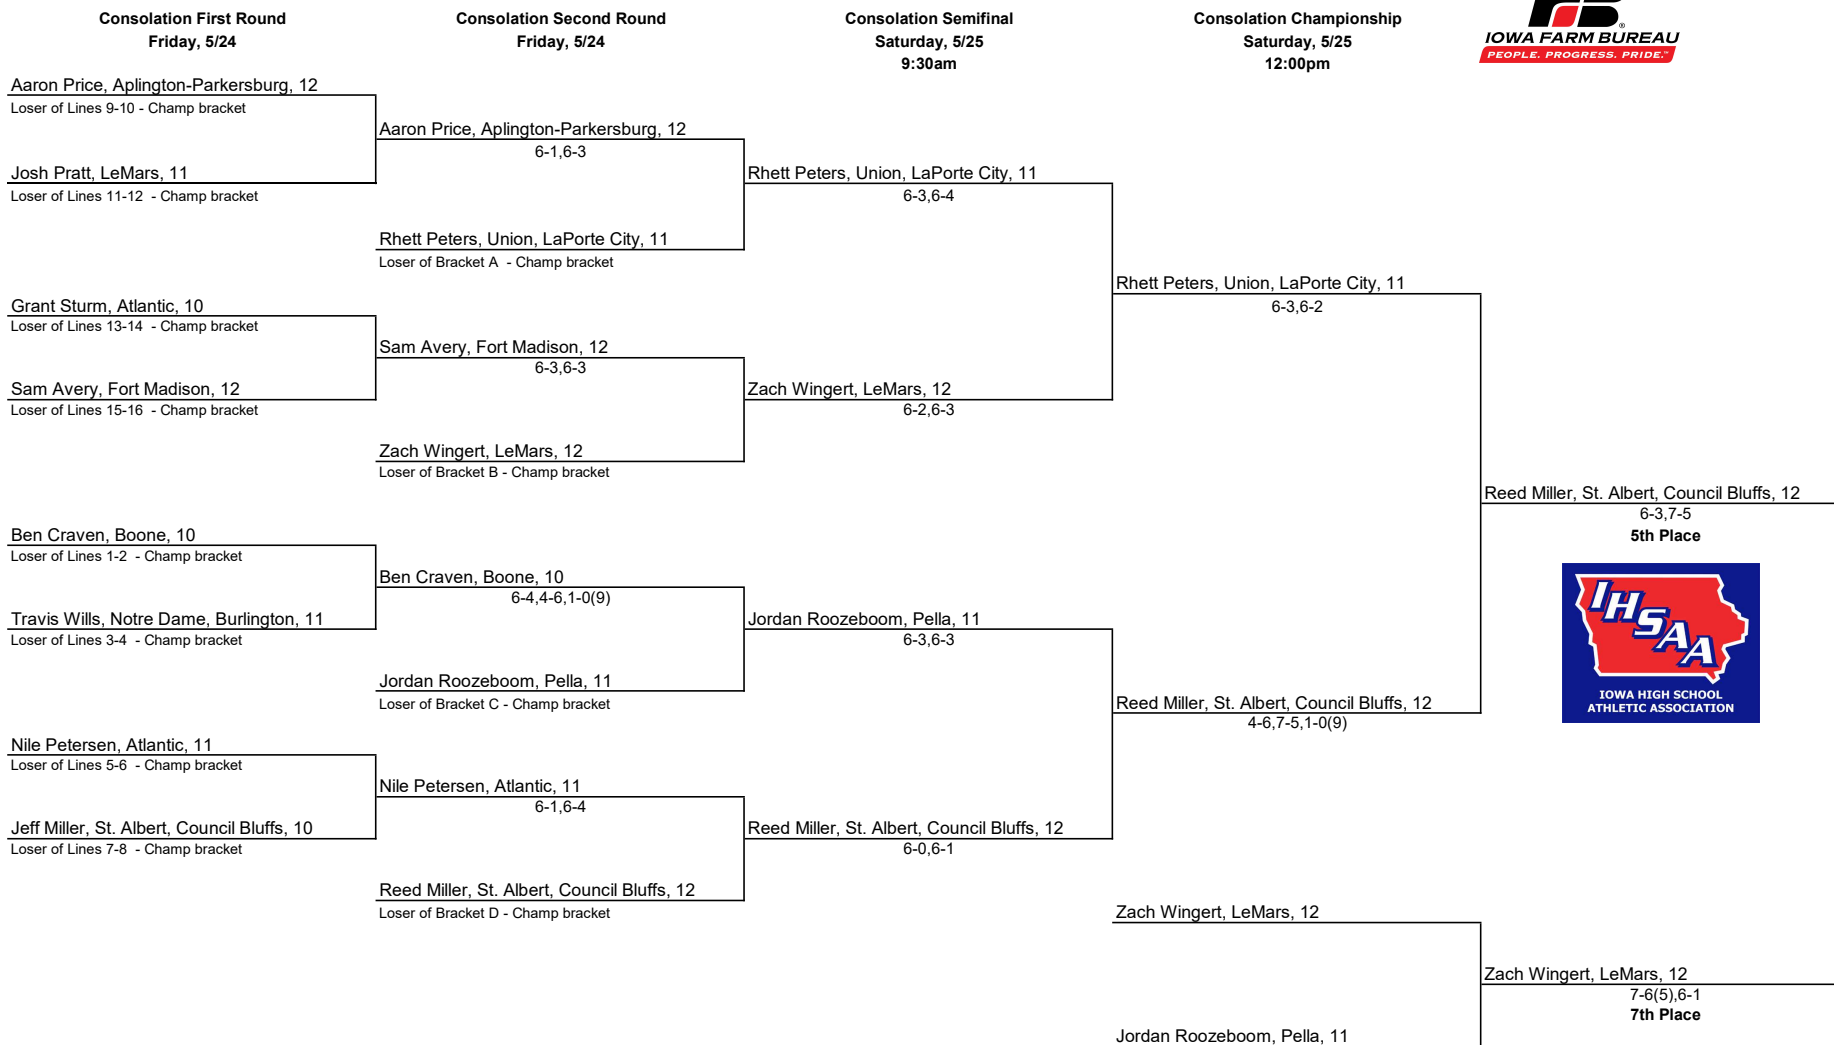 Consolation First Round
Friday, 5/24
Consolation Second Round
Friday, 5/24
Consolation Semifinal
Saturday, 5/25
9:30am
Consolation Championship
Saturday, 5/25
12:00pm
FB®
IOWA FARM BUREAU
PEOPLE. PROGRESS. PRIDE.™
Aaron Price, Aplington-Parkersburg, 12
Loser of Lines 9-10 - Champ bracket
Josh Pratt, LeMars, 11
Loser of Lines 11-12 - Champ bracket
Grant Sturm, Atlantic, 10
Loser of Lines 13-14 - Champ bracket
Sam Avery, Fort Madison, 12
Loser of Lines 15-16 - Champ bracket
Ben Craven, Boone, 10
Loser of Lines 1-2 - Champ bracket
Travis Wills, Notre Dame, Burlington, 11
Loser of Lines 3-4 - Champ bracket
Nile Petersen, Atlantic, 11
Loser of Lines 5-6 - Champ bracket
Jeff Miller, St. Albert, Council Bluffs, 10
Loser of Lines 7-8 - Champ bracket
Aaron Price, Aplington-Parkersburg, 12
6-1,6-3
Rhett Peters, Union, LaPorte City, 11
Loser of Bracket A - Champ bracket
Sam Avery, Fort Madison, 12
6-3,6-3
Zach Wingert, LeMars, 12
Loser of Bracket B - Champ bracket
Ben Craven, Boone, 10
6-4,4-6,1-0(9)
Jordan Roozeboom, Pella, 11
Loser of Bracket C - Champ bracket
Nile Petersen, Atlantic, 11
6-1,6-4
Reed Miller, St. Albert, Council Bluffs, 12
Loser of Bracket D - Champ bracket
Rhett Peters, Union, LaPorte City, 11
6-3,6-4
Zach Wingert, LeMars, 12
6-2,6-3
Jordan Roozeboom, Pella, 11
6-3,6-3
Reed Miller, St. Albert, Council Bluffs, 12
6-0,6-1
Rhett Peters, Union, LaPorte City, 11
6-3,6-2
Reed Miller, St. Albert, Council Bluffs, 12
4-6,7-5,1-0(9)
Zach Wingert, LeMars, 12
Jordan Roozeboom, Pella, 11
Reed Miller, St. Albert, Council Bluffs, 12
6-3,7-5
5th Place
IHSAA
IOWA HIGH SCHOOL
ATHLETIC ASSOCIATION
Zach Wingert, LeMars, 12
7-6(5),6-1
7th Place